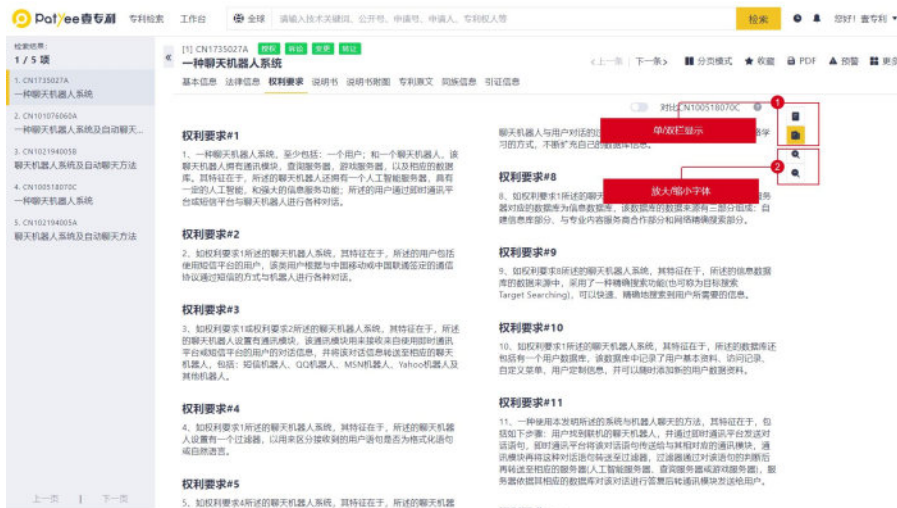 Patyee壹专利 专利检索 工作台 全球 请输入技术关键词、公开号、申请号、申请人、专利权人等 检索 您好！壹专利
检索结果:
1 / 5 项
1. CN1735027A
一种聊天机器人系统
2. CN101076060A
一种聊天机器人系统及自动聊天...
3. CN102194005B
聊天机器人系统及自动聊天方法
4. CN100518070C
一种聊天机器人系统
5. CN102194005A
聊天机器人系统及自动聊天方法
上一页 | 下一页
« [1] CN1735027A 授权 诉讼 变更 转让
一种聊天机器人系统
<上一条 下一条> 分页模式 收藏 PDF 预警 更多
基本信息 法律信息 权利要求 说明书 说明书附图 专利原文 同族信息 引证信息
对比CN100518070C
1
单/双栏显示
2
放大/缩小字体
权利要求#1
1、一种聊天机器人系统，至少包括：一个用户；和一个聊天机器人，该
聊天机器人拥有通讯模块，查询服务器，游戏服务器，以及相应的数据
库。其特征在于，所述的聊天机器人还拥有一个人工智能服务器，具有
一定的人工智能，和强大的信息服务功能；所述的用户通过即时通讯平
台或短信平台与聊天机器人进行各种对话。
权利要求#2
2、如权利要求1所述的聊天机器人系统，其特征在于，所述的用户包括
使用短信平台的用户，该类用户根据与中国移动或中国联通签定的通信
协议通过短信的方式与机器人进行各种对话。
权利要求#3
3、如权利要求1或权利要求2所述的聊天机器人系统，其特征在于，所述
的聊天机器人设置有通讯模块，该通讯模块用来接收来自使用即时通讯
平台或短信平台的用户的对话信息，并将该对话信息转送至相应的聊天
机器人，包括：短信机器人、QQ机器人、MSN机器人、Yahoo机器人及
其他机器人。
权利要求#4
4、如权利要求1所述的聊天机器人系统，其特征在于，所述的聊天机器
人设置有一个过滤器，以用来区分接收到的用户语句是否为格式化语句
或自然语言。
权利要求#5
5、如权利要求4所述的聊天机器人系统，其特征在于，所述的聊天机器
聊天机器人与用户对话的过
习的方式，不断扩充自己的数据库信息。
权利要求#8
8、如权利要求1所述的聊天
器对应的数据库为信息数据库，该数据库的数据来源有三部分组成：自
建信息库部分、与专业内容服务商合作部分和网络精确搜索部分。
权利要求#9
9、如权利要求8所述的聊天机器人系统，其特征在于，所述的信息数据
库的数据来源中，采用了一种精确搜索功能(也可称为目标搜索
Target Searching)，可以快速、精确地搜索到用户所需要的信息。
权利要求#10
10、如权利要求1所述的聊天机器人系统，其特征在于，所述的数据库还
包括有一个用户数据库，该数据库中记录了用户基本资料、访问记录、
自定义菜单、用户定制信息，并可以随时添加新的用户数据资料。
权利要求#11
11、一种使用本发明所述的系统与机器人聊天的方法，其特征在于，包
括如下步骤：用户找到联机的聊天机器人，并通过即时通讯平台发送对
话语句，即时通讯平台将该对话语句传送给与其相对应的通讯模块，通
讯模块再将这种对话语句转送至过滤器，过滤器通过对该语句的判断后
再转送至相应的服务器(人工智能服务器、查询服务器或游戏服务器)，服
务器依据其相应的数据库对该对话进行答复后转通讯模块发送给用户。